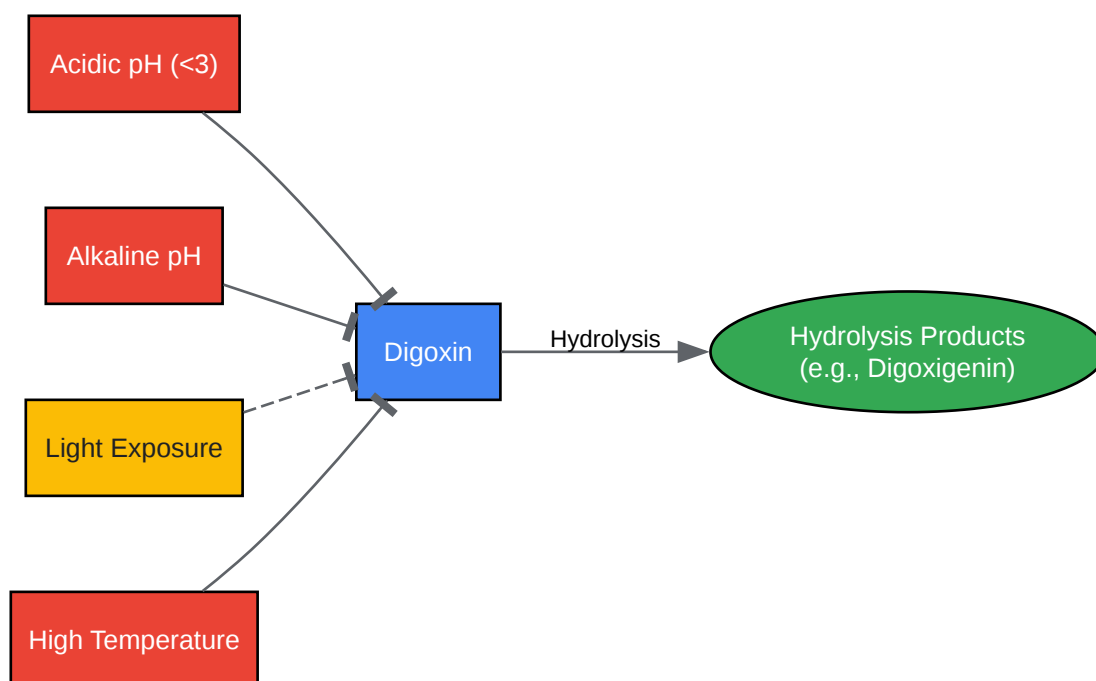 Acidic pH (<3)
Alkaline pH
Light Exposure
High Temperature
Digoxin
Hydrolysis
Hydrolysis Products
(e.g., Digoxigenin)